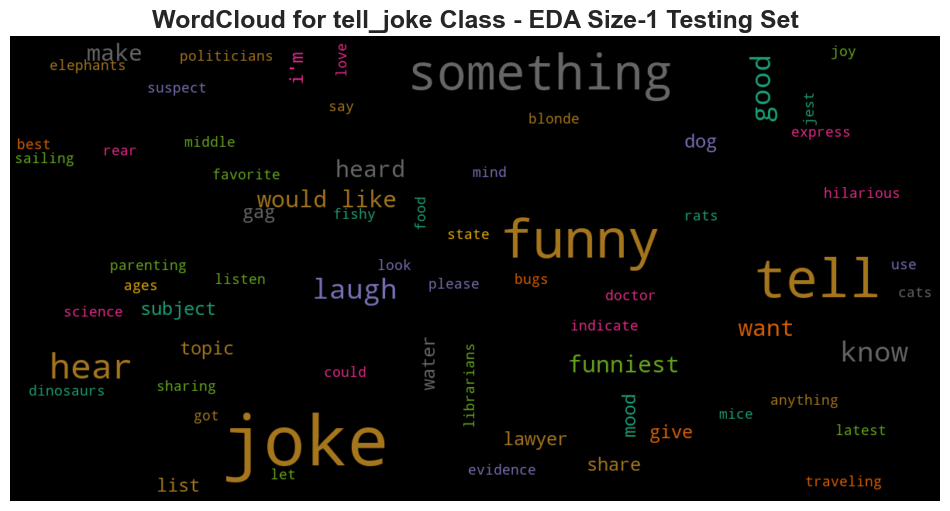 WordCloud for tell_joke Class - EDA Size-1 Testing Set
make
politicians
i'm
love
something
good
joy
elephants
suspect
say
blonde
jest
express
best
sailing
rear
middle
favorite
heard
mind
dog
hilarious
would like
gag
fishy
food
rats
state
funny
parenting
ages
listen
look
laugh
please
bugs
tell
use
cats
doctor
science
subject
indicate
want
topic
hear
dinosaurs
sharing
could
water
librarians
funniest
know
got
joke
let
list
lawyer
evidence
mood
give
share
mice
anything
latest
traveling